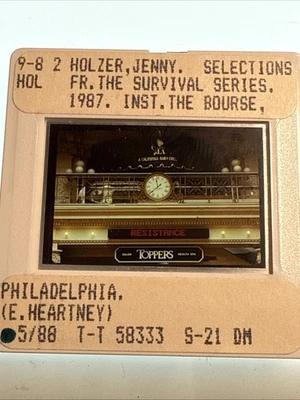 9-8 2 HOLZER,JENNY. SELECTIONS
HOL FR.THE SURVIVAL SERIES.
1987. INST.THE BOURSE,
RESISTANCE
TOPPERS
PHILADELPHIA.
(E.HEARTNEY)
5/88 T-T 58333 S-21 DM